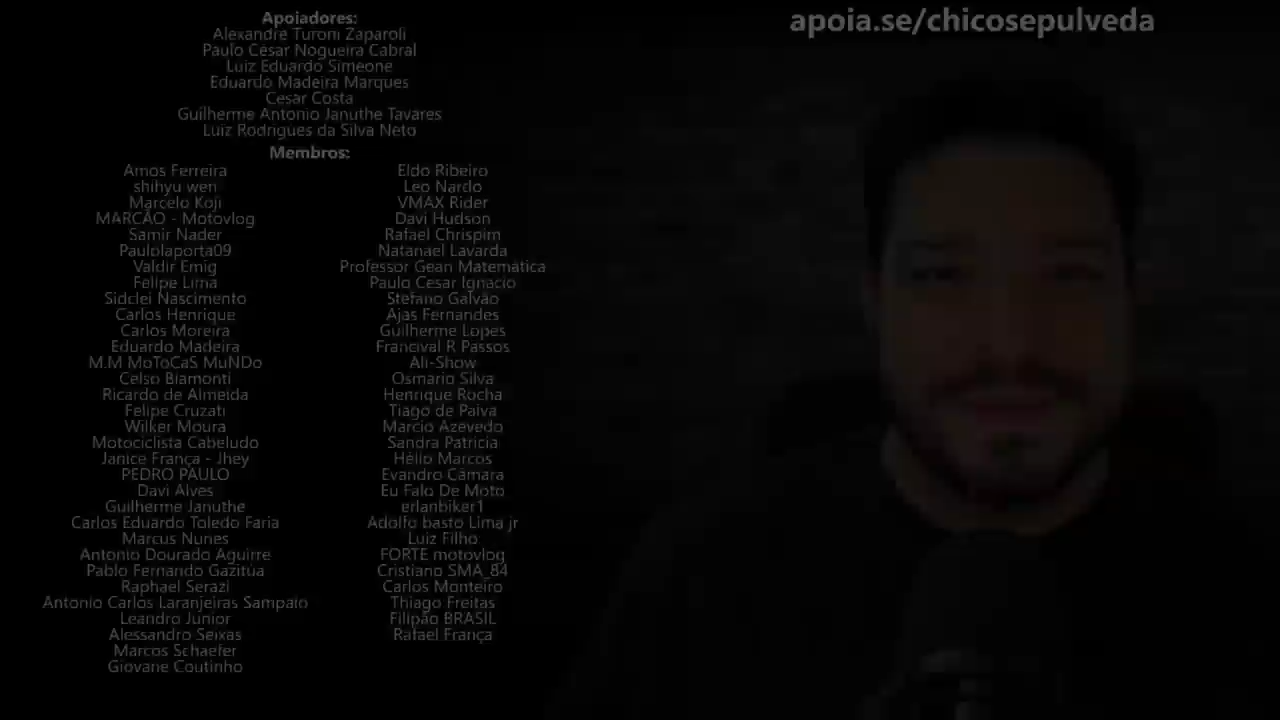 apoia.se/chicosepulveda
Apoiadores:
Alexandre Turoni Zaparoli
Paulo César Nogueira Cabral
Luiz Eduardo Simeone
Eduardo Madeira Marques
Cesar Costa
Guilherme Antonio Januthe Tavares
Luiz Rodrigues da Silva Neto
Membros:
Amos Ferreira
shihyu wen
Marcelo Koji
MARCÃO - Motovlog
Samir Nader
Paulolaporta09
Valdir Emig
Felipe Lima
Sidclei Nascimento
Carlos Henrique
Carlos Moreira
Eduardo Madeira
M.M MoToCaS MuNDo
Celso Biamonti
Ricardo de Almeida
Felipe Cruzati
Wilker Moura
Motociclista Cabeludo
Janice França - Jhey
PEDRO PAULO
Davi Alves
Guilherme Januthe
Carlos Eduardo Toledo Faria
Marcus Nunes
Antonio Dourado Aguirre
Pablo Fernando Gazitúa
Raphael Serazi
Antonio Carlos Laranjeiras Sampaio
Leandro Junior
Alessandro Seixas
Marcos Schaefer
Giovane Coutinho
Eldo Ribeiro
Leo Nardo
VMAX Rider
Davi Hudson
Rafael Chrispim
Natanael Lavarda
Professor Gean Matemática
Paulo Cesar Ignacio
Stefano Galvão
Ajas Fernandes
Guilherme Lopes
Francival R Passos
Ali-Show
Osmario Silva
Henrique Rocha
Tiago de Paiva
Marcio Azevedo
Sandra Patricia
Hélio Marcos
Evandro Câmara
Eu Falo De Moto
erlanbiker1
Adolfo basto Lima jr
Luiz Filho
FORTE motovlog
Cristiano SMA_84
Carlos Monteiro
Thiago Freitas
Filipão BRASIL
Rafael França